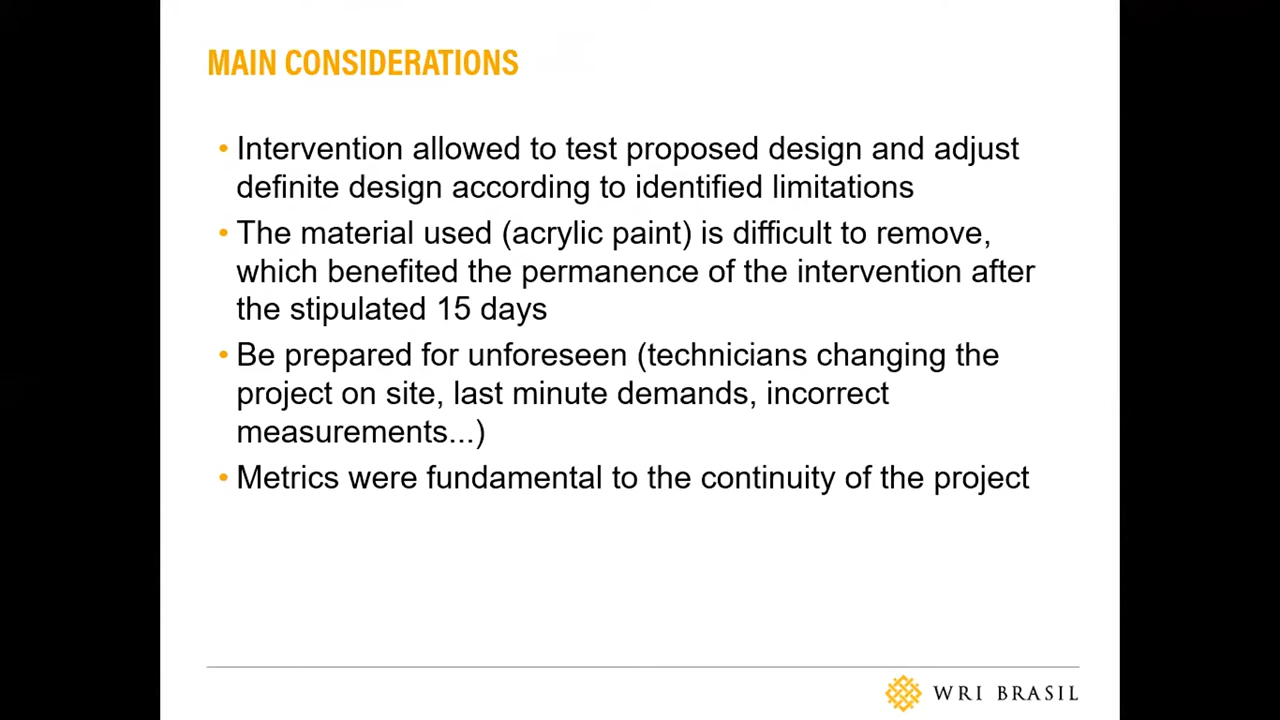 MAIN CONSIDERATIONS
• Intervention allowed to test proposed design and adjust
definite design according to identified limitations
• The material used (acrylic paint) is difficult to remove,
which benefited the permanence of the intervention after
the stipulated 15 days
• Be prepared for unforeseen (technicians changing the
project on site, last minute demands, incorrect
measurements...)
• Metrics were fundamental to the continuity of the project
WRI BRASIL